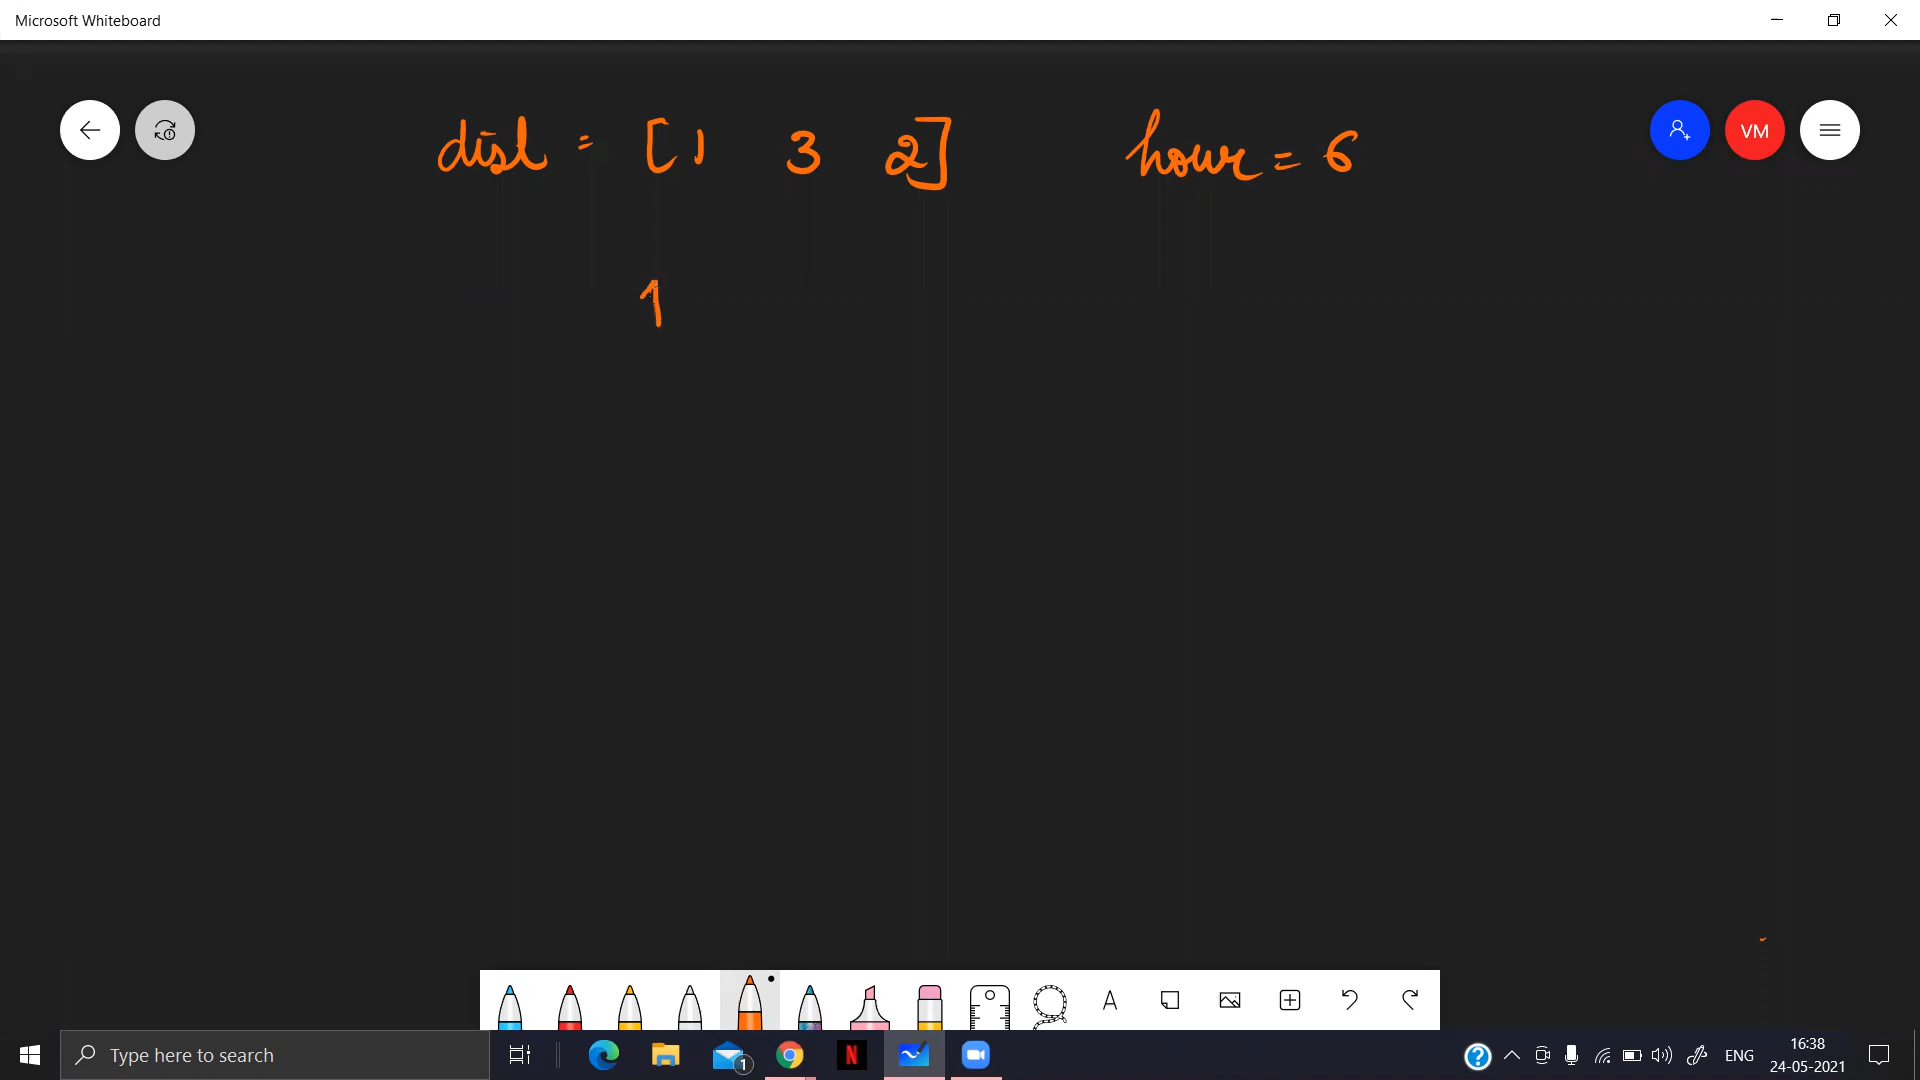 Microsoft Whiteboard
dist = [1 3 2] hour = 6
VM
1
A
Type here to search
1
N
ENG
16:38
24-05-2021